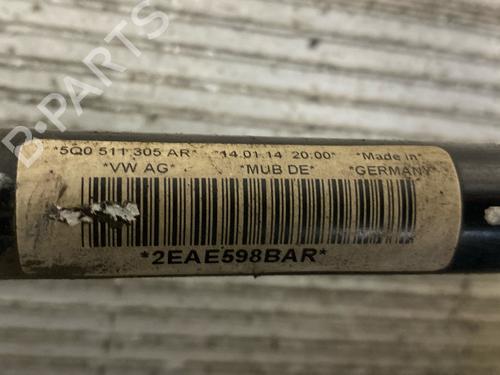 D-PARTS
*5Q0 511 305 AR* *14.01.14* 20:00* *Made in*
*VW AG* *MUB DE* *GERMANY*
*2EAE598BAR*